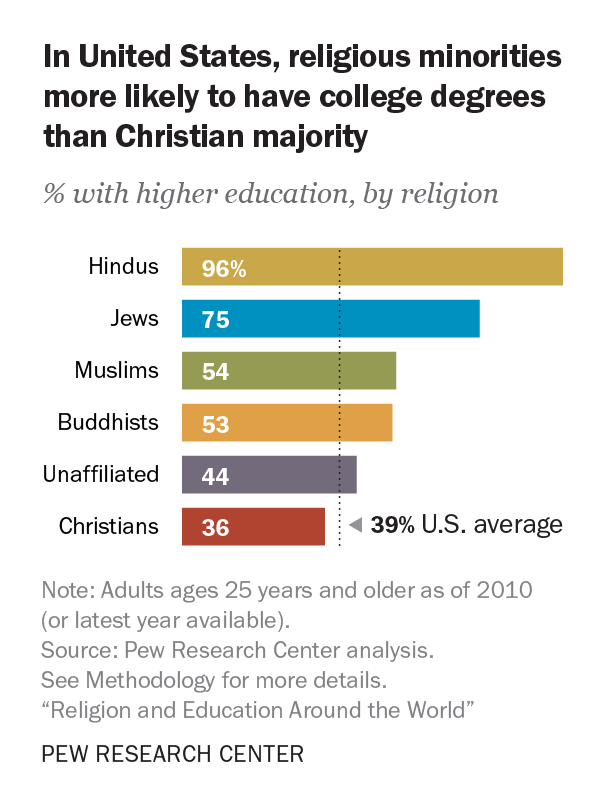 In United States, religious minorities
more likely to have college degrees
than Christian majority
% with higher education, by religion
Hindus 96%
Jews 75
Muslims 54
Buddhists 53
Unaffiliated 44
Christians 36 39% U.S. average
Note: Adults ages 25 years and older as of 2010
(or latest year available).
Source: Pew Research Center analysis.
See Methodology for more details.
“Religion and Education Around the World”
PEW RESEARCH CENTER